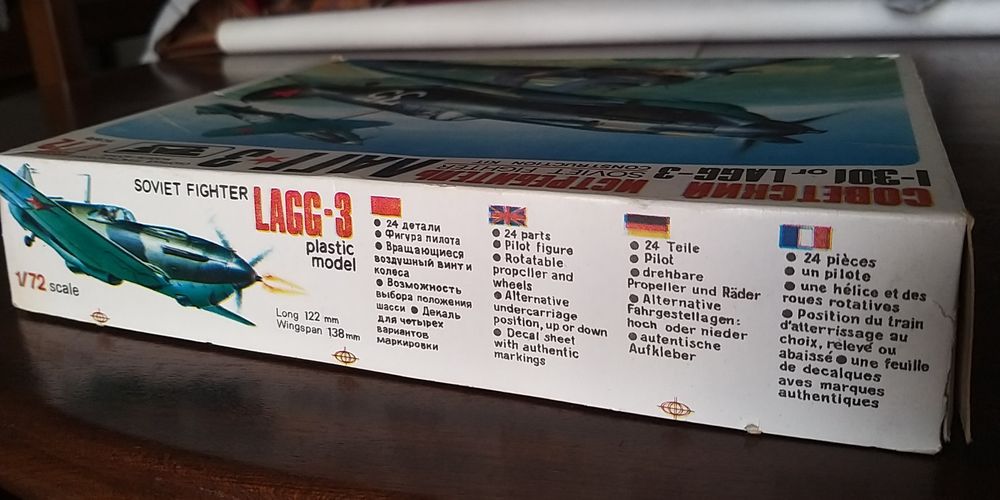 СОВЕТСКИЙ
ИСТРЕБИТЕЛЬ
ЛАГГ-3
I-301 or LAGG-3
SOVIET FIGHTER
CONSTRUCTION KIT
1/72
SOVIET FIGHTER
LAGG-3
plastic
model
1/72 scale
Long 122 mm
Wingspan 138 mm
● 24 детали
● Фигура пилота
● Вращающиеся
воздушный винт и
колеса
● Возможность
выбора положения
шасси ● Декаль
для четырех
вариантов
маркировки
● 24 parts
● Pilot figure
● Rotatable
propeller and
wheels
● Alternative
undercarriage
position, up or down
● Decal sheet
with authentic
markings
● 24 Teile
● Pilot
● drehbare
Propeller und Räder
● Alternative
Fahrgestellagen:
hoch oder nieder
● autentische
Aufkleber
● 24 pièces
● un pilote
● une hélice et des
roues rotatives
● Position du train
d'atterrissage au
choix, relevé ou
abaissé ● une feuille
de decalques
aves marques
authentiques